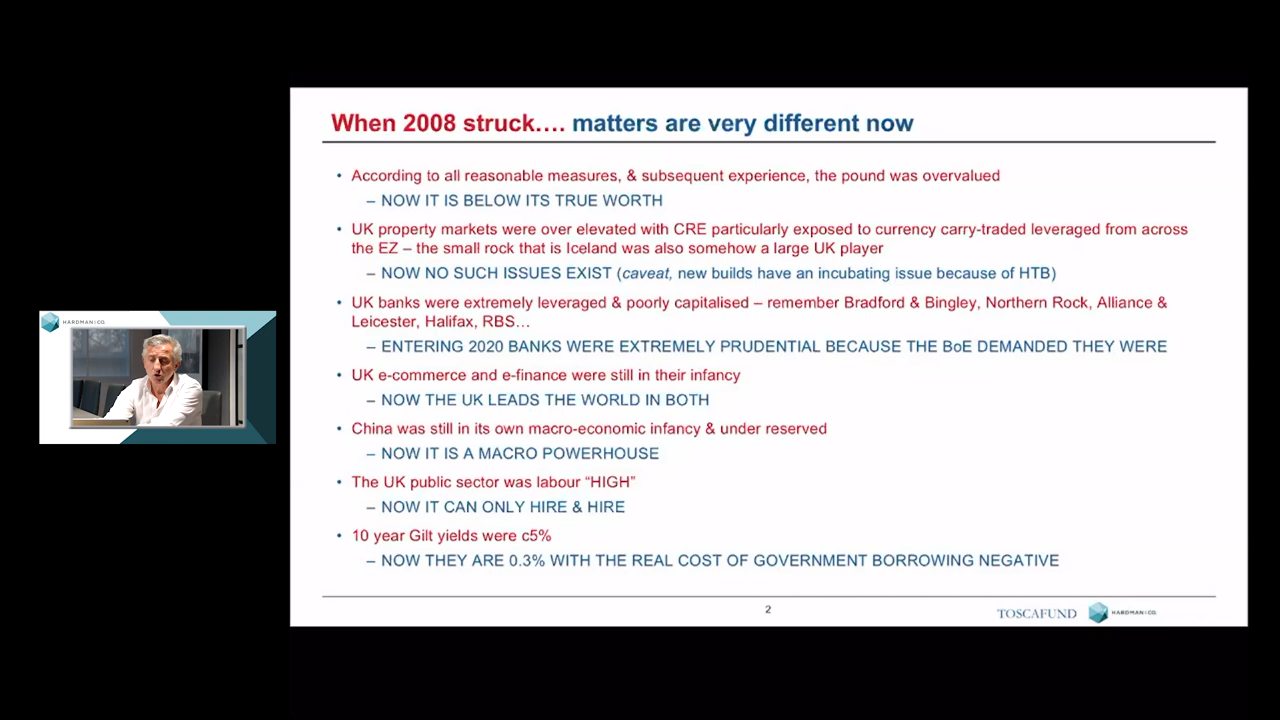 HARDMAN & CO.
When 2008 struck…. matters are very different now
• According to all reasonable measures, & subsequent experience, the pound was overvalued
– NOW IT IS BELOW ITS TRUE WORTH
• UK property markets were over elevated with CRE particularly exposed to currency carry-traded leveraged from across
the EZ – the small rock that is Iceland was also somehow a large UK player
– NOW NO SUCH ISSUES EXIST (caveat, new builds have an incubating issue because of HTB)
• UK banks were extremely leveraged & poorly capitalised – remember Bradford & Bingley, Northern Rock, Alliance &
Leicester, Halifax, RBS…
– ENTERING 2020 BANKS WERE EXTREMELY PRUDENTIAL BECAUSE THE BoE DEMANDED THEY WERE
• UK e-commerce and e-finance were still in their infancy
– NOW THE UK LEADS THE WORLD IN BOTH
• China was still in its own macro-economic infancy & under reserved
– NOW IT IS A MACRO POWERHOUSE
• The UK public sector was labour “HIGH”
– NOW IT CAN ONLY HIRE & HIRE
• 10 year Gilt yields were c5%
– NOW THEY ARE 0.3% WITH THE REAL COST OF GOVERNMENT BORROWING NEGATIVE
2
TOSCAFUND
HARDMAN & CO.